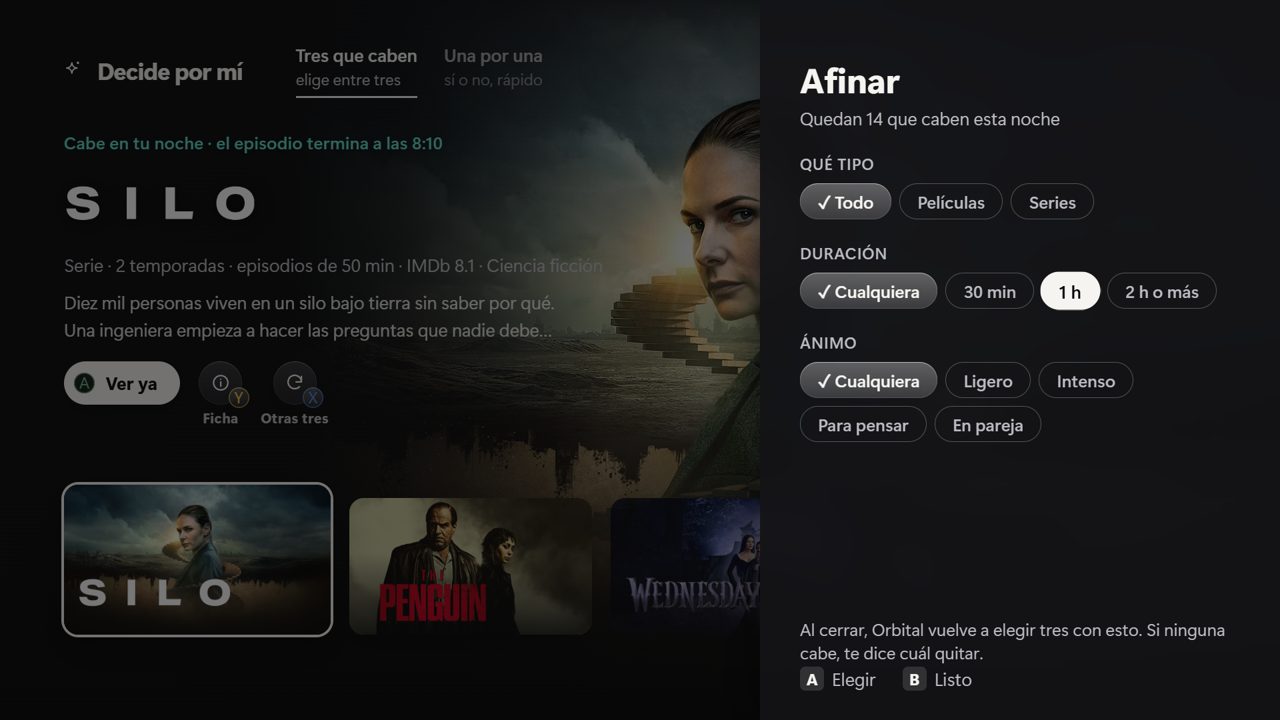 Decide por mí
Tres que caben
elige entre tres
Una por una
sí o no, rápido
Cabe en tu noche · el episodio termina a las 8:10
SILO
Serie · 2 temporadas · episodios de 50 min · IMDb 8.1 · Ciencia ficción
Diez mil personas viven en un silo bajo tierra sin saber por qué.
Una ingeniera empieza a hacer las preguntas que nadie debe...
A Ver ya
Y
X
Ficha
Otras tres
SILO
THE
PENGUIN
WEDNESDAY
Afinar
Quedan 14 que caben esta noche
QUÉ TIPO
✓ Todo
Películas
Series
DURACIÓN
✓ Cualquiera
30 min
1 h
2 h o más
ÁNIMO
✓ Cualquiera
Ligero
Intenso
Para pensar
En pareja
Al cerrar, Orbital vuelve a elegir tres con esto. Si ninguna
cabe, te dice cuál quitar.
A Elegir
B Listo